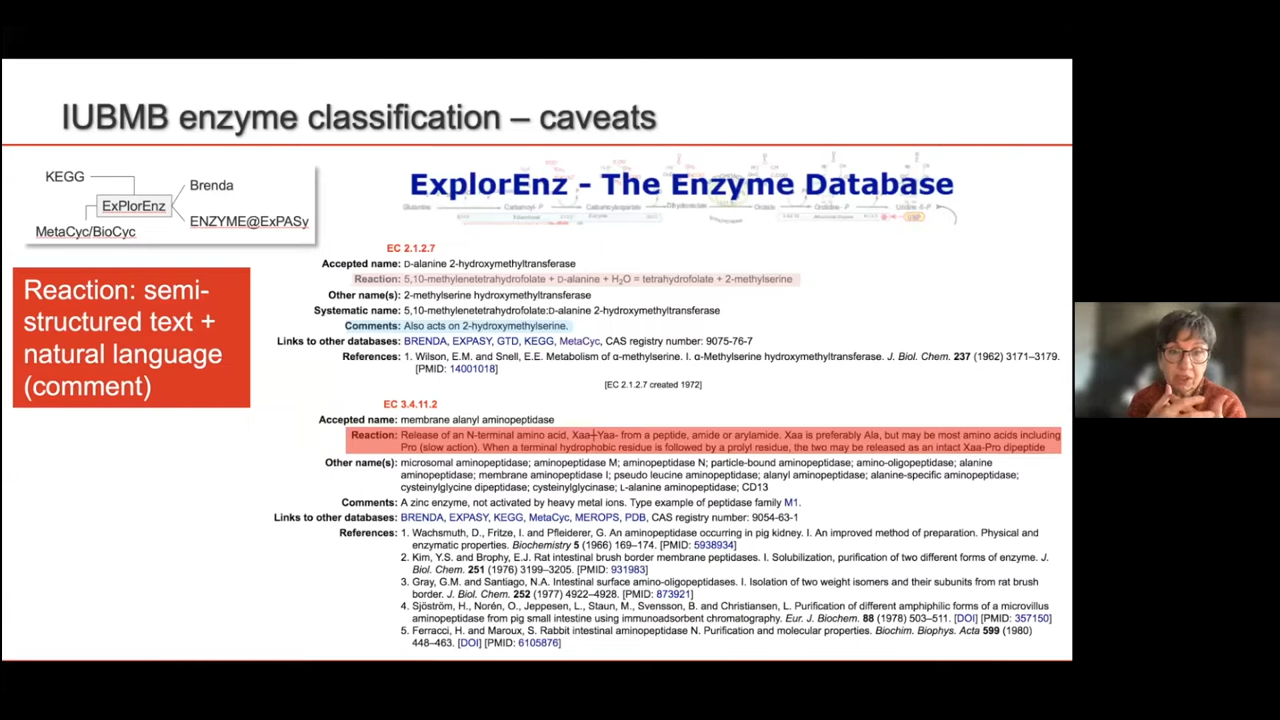 IUBMB enzyme classification – caveats
KEGG
Brenda
ExPlorEnz
ENZYME@ExPASy
MetaCyc/BioCyc
Reaction: semi-
structured text +
natural language
(comment)
ExplorEnz - The Enzyme Database
EC 2.1.2.7
Accepted name: D-alanine 2-hydroxymethyltransferase
Reaction: 5,10-methylenetetrahydrofolate + D-alanine + H2O = tetrahydrofolate + 2-methylserine
Other name(s): 2-methylserine hydroxymethyltransferase
Systematic name: 5,10-methylenetetrahydrofolate:D-alanine 2-hydroxymethyltransferase
Comments: Also acts on 2-hydroxymethylserine.
Links to other databases: BRENDA, EXPASY, GTD, KEGG, MetaCyc, CAS registry number: 9075-76-7
References: 1. Wilson, E.M. and Snell, E.E. Metabolism of α-methylserine. I. α-Methylserine hydroxymethyltransferase. J. Biol. Chem. 237 (1962) 3171–3179.
[PMID: 14001018]
[EC 2.1.2.7 created 1972]
EC 3.4.11.2
Accepted name: membrane alanyl aminopeptidase
Reaction: Release of an N-terminal amino acid, Xaa┼Yaa- from a peptide, amide or arylamide. Xaa is preferably Ala, but may be most amino acids including
Pro (slow action). When a terminal hydrophobic residue is followed by a prolyl residue, the two may be released as an intact Xaa-Pro dipeptide
Other name(s): microsomal aminopeptidase; aminopeptidase M; aminopeptidase N; particle-bound aminopeptidase; amino-oligopeptidase; alanine
aminopeptidase; membrane aminopeptidase I; pseudo leucine aminopeptidase; alanyl aminopeptidase; alanine-specific aminopeptidase;
cysteinylglycine dipeptidase; cysteinylglycinase; L-alanine aminopeptidase; CD13
Comments: A zinc enzyme, not activated by heavy metal ions. Type example of peptidase family M1.
Links to other databases: BRENDA, EXPASY, KEGG, MetaCyc, MEROPS, PDB, CAS registry number: 9054-63-1
References: 1. Wachsmuth, D., Fritze, I. and Pfleiderer, G. An aminopeptidase occurring in pig kidney. I. An improved method of preparation. Physical and
enzymatic properties. Biochemistry 5 (1966) 169–174. [PMID: 5938934]
2. Kim, Y.S. and Brophy, E.J. Rat intestinal brush border membrane peptidases. I. Solubilization, purification of two different forms of enzyme. J.
Biol. Chem. 251 (1976) 3199–3205. [PMID: 931983]
3. Gray, G.M. and Santiago, N.A. Intestinal surface amino-oligopeptidases. I. Isolation of two weight isomers and their subunits from rat brush
border. J. Biol. Chem. 252 (1977) 4922–4928. [PMID: 873921]
4. Sjöström, H., Norén, O., Jeppesen, L., Staun, M., Svensson, B. and Christiansen, L. Purification of different amphiphilic forms of a microvillus
aminopeptidase from pig small intestine using immunoadsorbent chromatography. Eur. J. Biochem. 88 (1978) 503–511. [DOI] [PMID: 357150]
5. Ferracci, H. and Maroux, S. Rabbit intestinal aminopeptidase N. Purification and molecular properties. Biochim. Biophys. Acta 599 (1980)
448–463. [DOI] [PMID: 6105876]